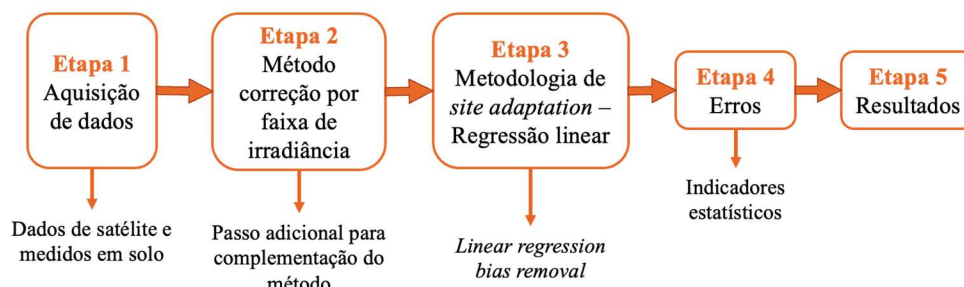 Etapa 1
Aquisição
de dados
Etapa 2
Método
correção por
faixa de
irradiância
Etapa 3
Metodologia de
site adaptation –
Regressão linear
Etapa 4
Erros
Etapa 5
Resultados
Dados de satélite e
medidos em solo
Passo adicional para
complementação do
método
Linear regression
bias removal
Indicadores
estatísticos